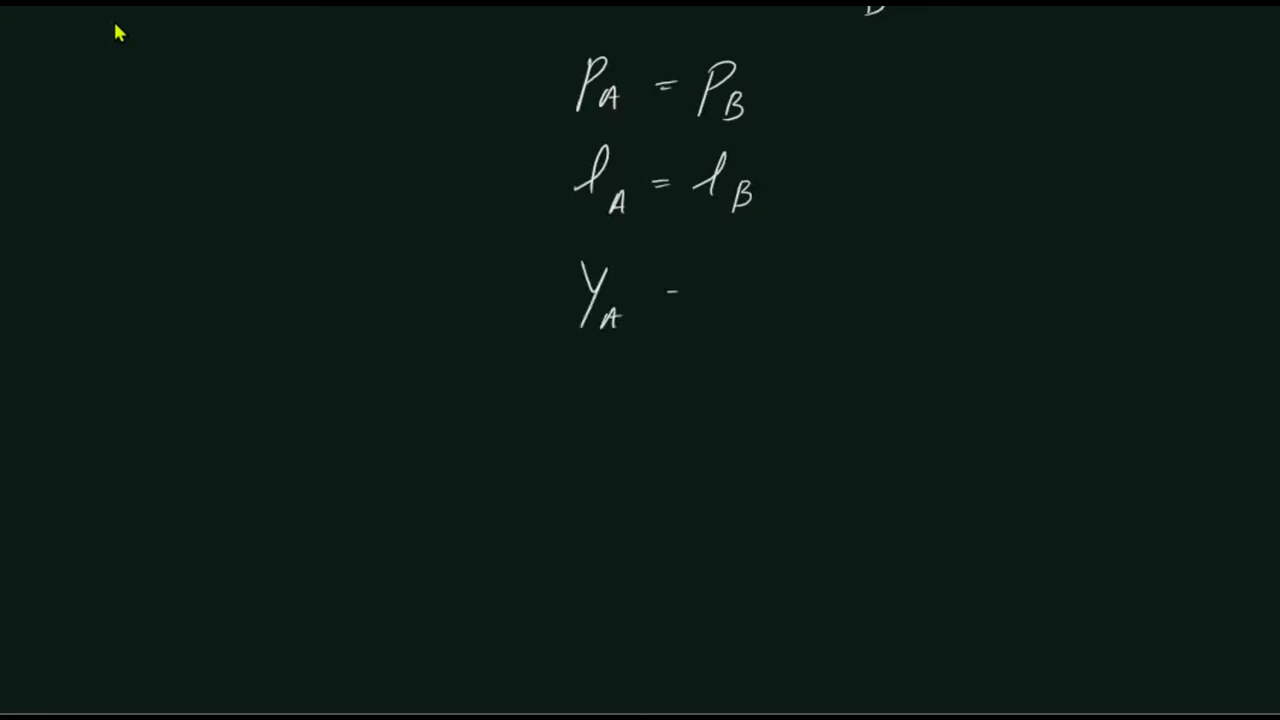 B
P_A = P_B
l_A = l_B
Y_A -